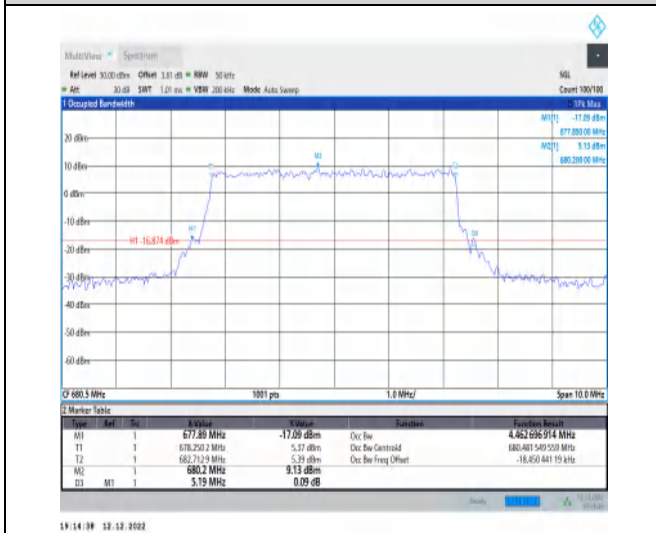 MultiView Spectrum
Ref Level 30.00 dBm Offset 3.81 dB RBW 50 kHz SGL
Att 30 dB SWT 1.01 ms VBW 200 kHz Mode Auto Sweep Count 100/100
1 Occupied Bandwidth 1Pk Max
M1[1] -17.09 dBm
677.890 00 MHz
M2[1] 9.13 dBm
680.200 00 MHz
20 dBm
10 dBm
0 dBm
-10 dBm
H1 -16.874 dBm
-20 dBm
-30 dBm
-40 dBm
-50 dBm
-60 dBm
M1
M2
D3
CF 680.5 MHz 1001 pts 1.0 MHz/ Span 10.0 MHz
2 Marker Table
Type Ref Trc X-Value Y-Value Function Function Result
M1 1 677.89 MHz -17.09 dBm Occ Bw 4.462 696 914 MHz
T1 1 678.250 2 MHz 5.37 dBm Occ Bw Centroid 680.481 549 559 MHz
T2 1 682.712 9 MHz 5.39 dBm Occ Bw Freq Offset -18.450 441 19 kHz
M2 1 680.2 MHz 9.13 dBm
D3 M1 1 5.19 MHz 0.09 dB
Ready
19:14:38 12.12.2022